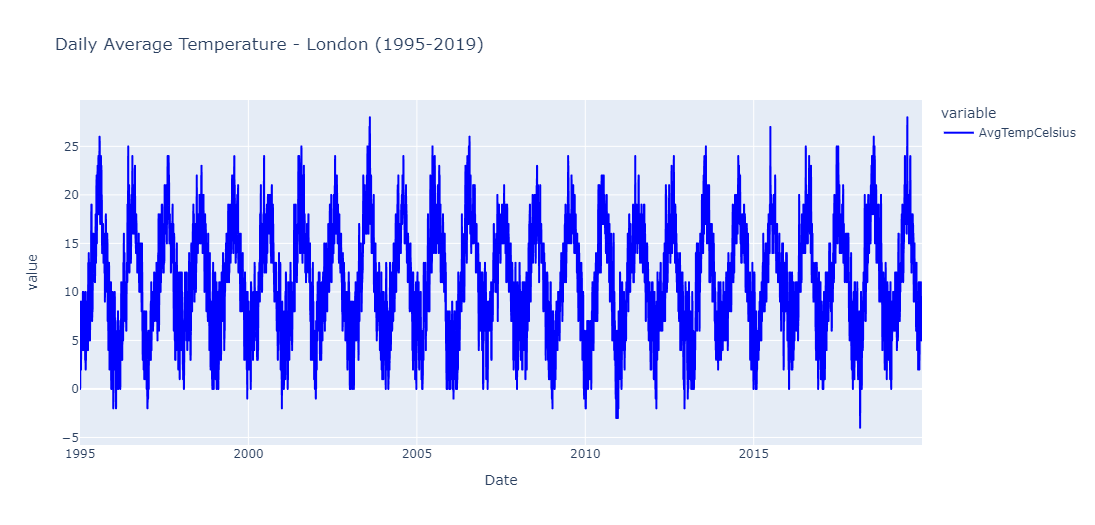 Daily Average Temperature - London (1995-2019)
variable
AvgTempCelsius
25
20
15
10
5
0
−5
value
1995
2000
2005
2010
2015
Date